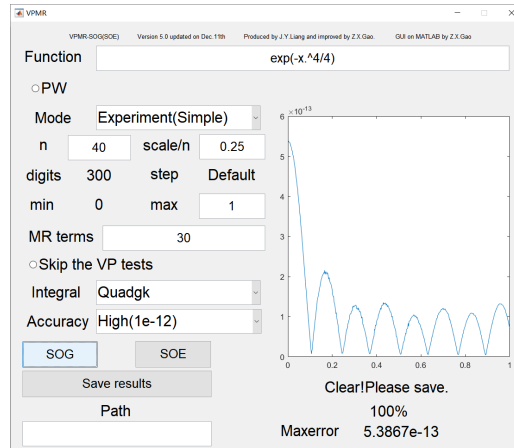 VPMR
VPMR-SOG(SOE) Version 5.0 updated on Dec.11th Produced by J.Y.Liang and improved by Z.X.Gao. GUI on MATLAB by Z.X.Gao
Function exp(-x.^4/4)
PW
Mode Experiment(Simple)
n 40 scale/n 0.25
digits 300 step Default
min 0 max 1
MR terms 30
Skip the VP tests
Integral Quadgk
Accuracy High(1e-12)
SOG SOE
Save results
Path
×10^-13
6
5
4
3
2
1
0
0 0.2 0.4 0.6 0.8 1
Clear!Please save.
100%
Maxerror 5.3867e-13